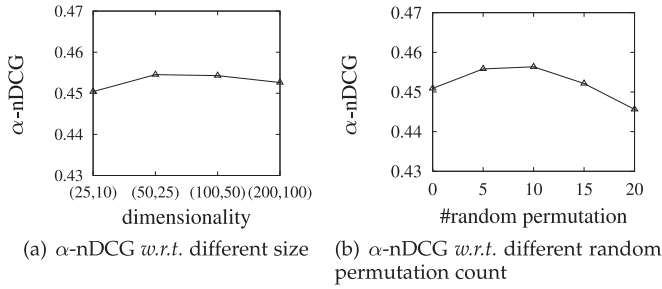 0.47
0.46
0.45
0.44
0.43
α-nDCG
(25,10) (50,25) (100,50) (200,100)
dimensionality
(a) α-nDCG w.r.t. different size
0.47
0.46
0.45
0.44
0.43
α-nDCG
0 5 10 15 20
#random permutation
(b) α-nDCG w.r.t. different random
permutation count